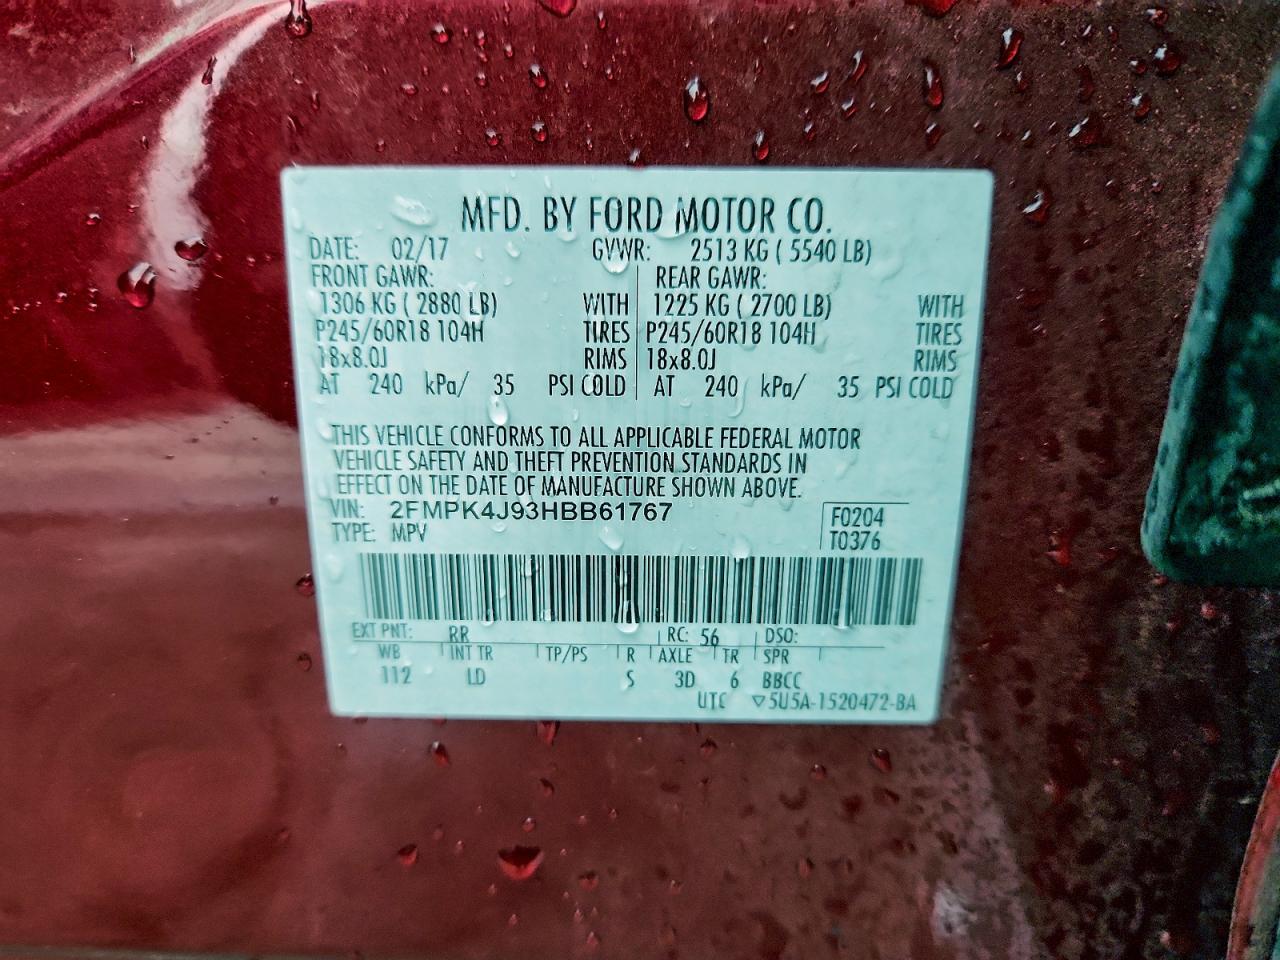 MFD. BY FORD MOTOR CO.
DATE: 02/17 GVWR: 2513 KG ( 5540 LB)
FRONT GAWR: REAR GAWR:
1306 KG ( 2880 LB) WITH 1225 KG ( 2700 LB) WITH
P245/60R18 104H TIRES P245/60R18 104H TIRES
18x8.0J RIMS 18x8.0J RIMS
AT 240 kPa/ 35 PSI COLD AT 240 kPa/ 35 PSI COLD
THIS VEHICLE CONFORMS TO ALL APPLICABLE FEDERAL MOTOR
VEHICLE SAFETY AND THEFT PREVENTION STANDARDS IN
EFFECT ON THE DATE OF MANUFACTURE SHOWN ABOVE.
VIN: 2FMPK4J93HBB61767 F0204
TYPE: MPV T0376
EXT PNT: RR RC: 56 DSO:
WB INT TR TP/PS R AXLE TR SPR
112 LD S 3D 6 BBCC
UTC ▽5U5A-1520472-BA